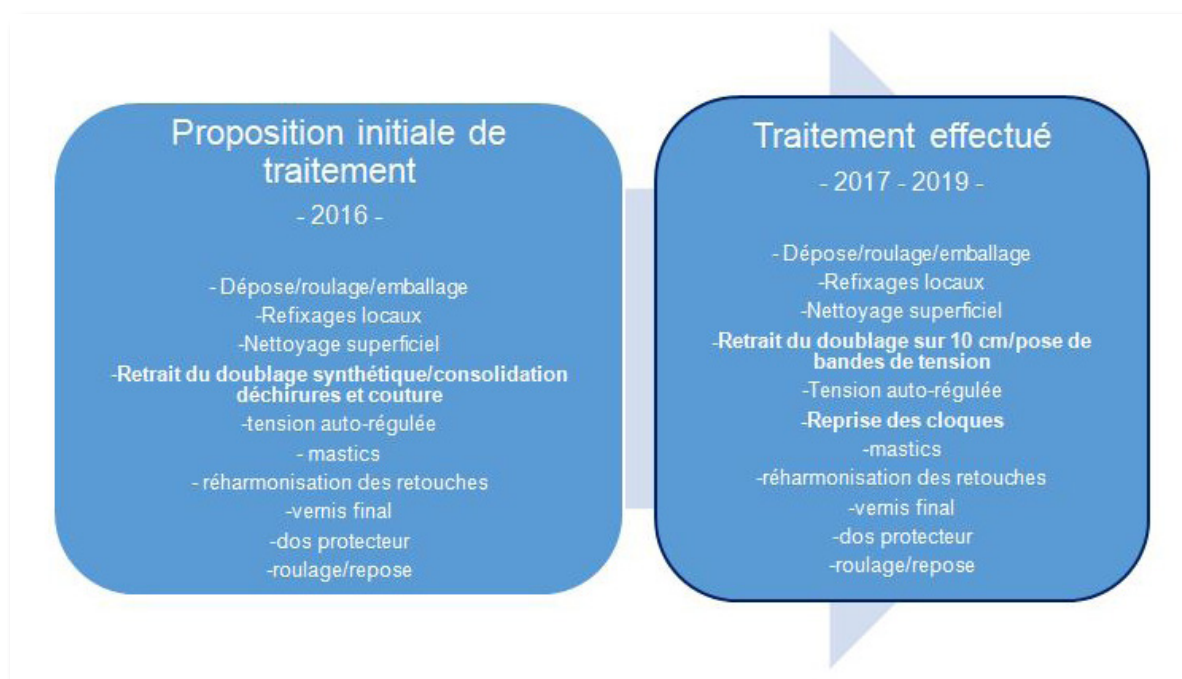 Proposition initiale de
traitement
- 2016 -
- Dépose/roulage/emballage
-Refixages locaux
-Nettoyage superficiel
-Retrait du doublage synthétique/consolidation
déchirures et couture
-tension auto-régulée
- mastics
- réharmonisation des retouches
-vernis final
-dos protecteur
-roulage/repose
Traitement effectué
- 2017 - 2019 -
- Dépose/roulage/emballage
-Refixages locaux
-Nettoyage superficiel
-Retrait du doublage sur 10 cm/pose de
bandes de tension
-Tension auto-régulée
-Reprise des cloques
-mastics
-réharmonisation des retouches
-vernis final
-dos protecteur
-roulage/repose